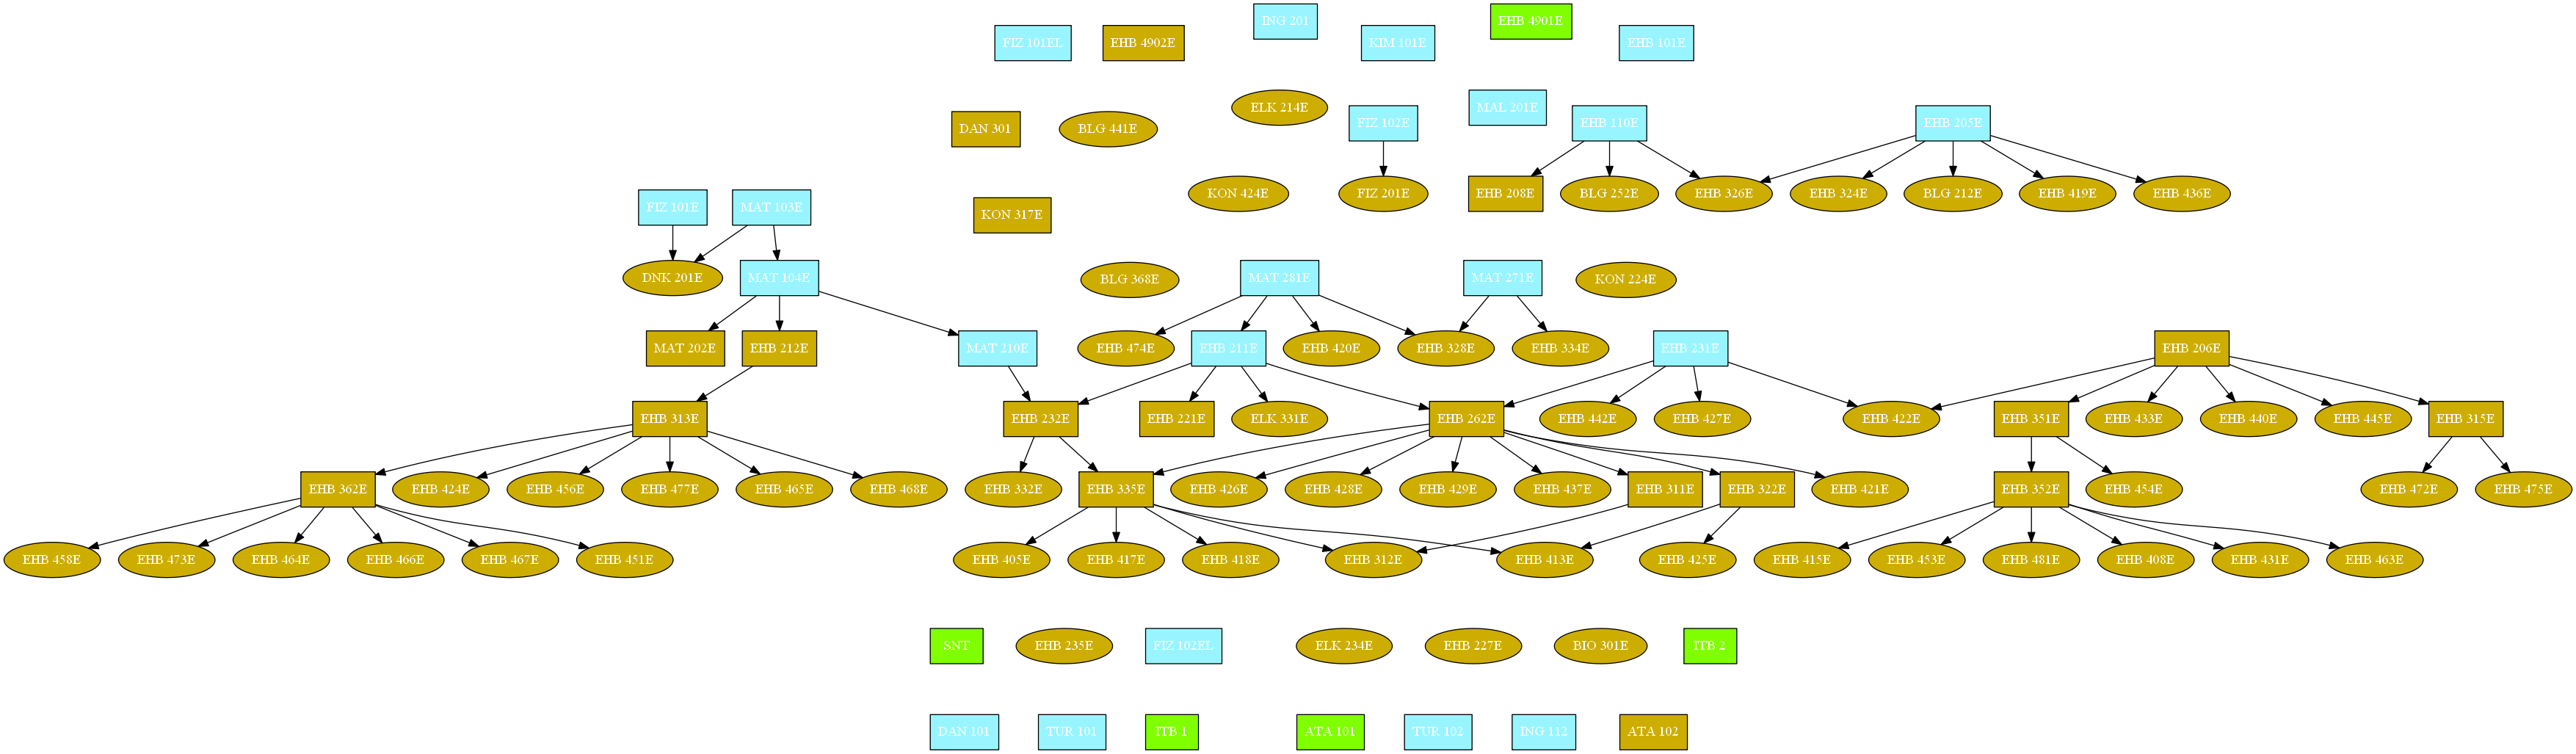 ING 201
EHB 4901E
FIZ 101EL
EHB 4902E
KIM 101E
EHB 101E
ELK 214E
MAL 201E
FIZ 102E
EHB 110E
EHB 205E
DAN 301
BLG 441E
KON 424E
FIZ 201E
EHB 208E
BLG 252E
EHB 326E
EHB 324E
BLG 212E
EHB 419E
EHB 436E
FIZ 101E
MAT 103E
KON 317E
DNK 201E
MAT 104E
BLG 368E
MAT 281E
MAT 271E
KON 224E
MAT 202E
EHB 212E
MAT 210E
EHB 474E
EHB 211E
EHB 420E
EHB 328E
EHB 334E
EHB 231E
EHB 206E
EHB 313E
EHB 232E
EHB 221E
ELK 331E
EHB 262E
EHB 442E
EHB 427E
EHB 422E
EHB 351E
EHB 433E
EHB 440E
EHB 445E
EHB 315E
EHB 362E
EHB 424E
EHB 456E
EHB 477E
EHB 465E
EHB 468E
EHB 332E
EHB 335E
EHB 426E
EHB 428E
EHB 429E
EHB 437E
EHB 311E
EHB 322E
EHB 421E
EHB 352E
EHB 454E
EHB 472E
EHB 475E
EHB 458E
EHB 473E
EHB 464E
EHB 466E
EHB 467E
EHB 451E
EHB 405E
EHB 417E
EHB 418E
EHB 312E
EHB 413E
EHB 425E
EHB 415E
EHB 453E
EHB 481E
EHB 408E
EHB 431E
EHB 463E
SNT
EHB 235E
FIZ 102EL
ELK 234E
EHB 227E
BIO 301E
ITB 2
DAN 101
TUR 101
ITB 1
ATA 101
TUR 102
ING 112
ATA 102